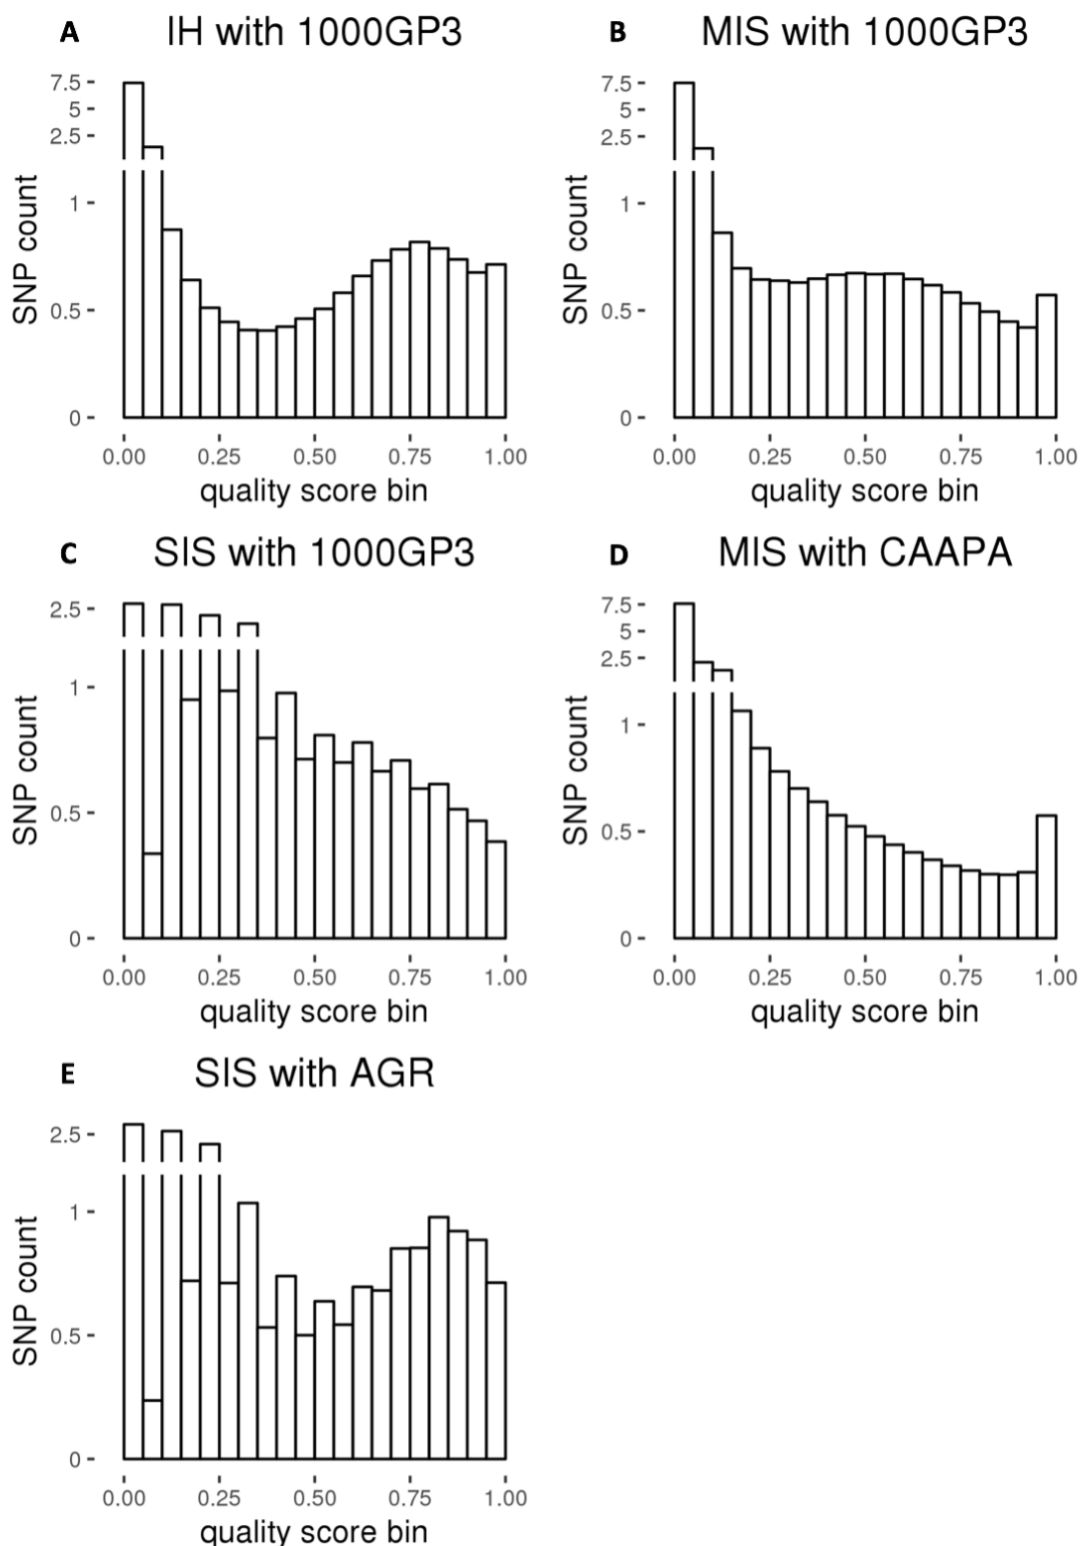 A IH with 1000GP3
7.5
5
2.5
1
0.5
0
SNP count
0.00 0.25 0.50 0.75 1.00
quality score bin
B MIS with 1000GP3
7.5
5
2.5
1
0.5
0
SNP count
0.00 0.25 0.50 0.75 1.00
quality score bin
C SIS with 1000GP3
2.5
1
0.5
0
SNP count
0.00 0.25 0.50 0.75 1.00
quality score bin
D MIS with CAAPA
7.5
5
2.5
1
0.5
0
SNP count
0.00 0.25 0.50 0.75 1.00
quality score bin
E SIS with AGR
2.5
1
0.5
0
SNP count
0.00 0.25 0.50 0.75 1.00
quality score bin